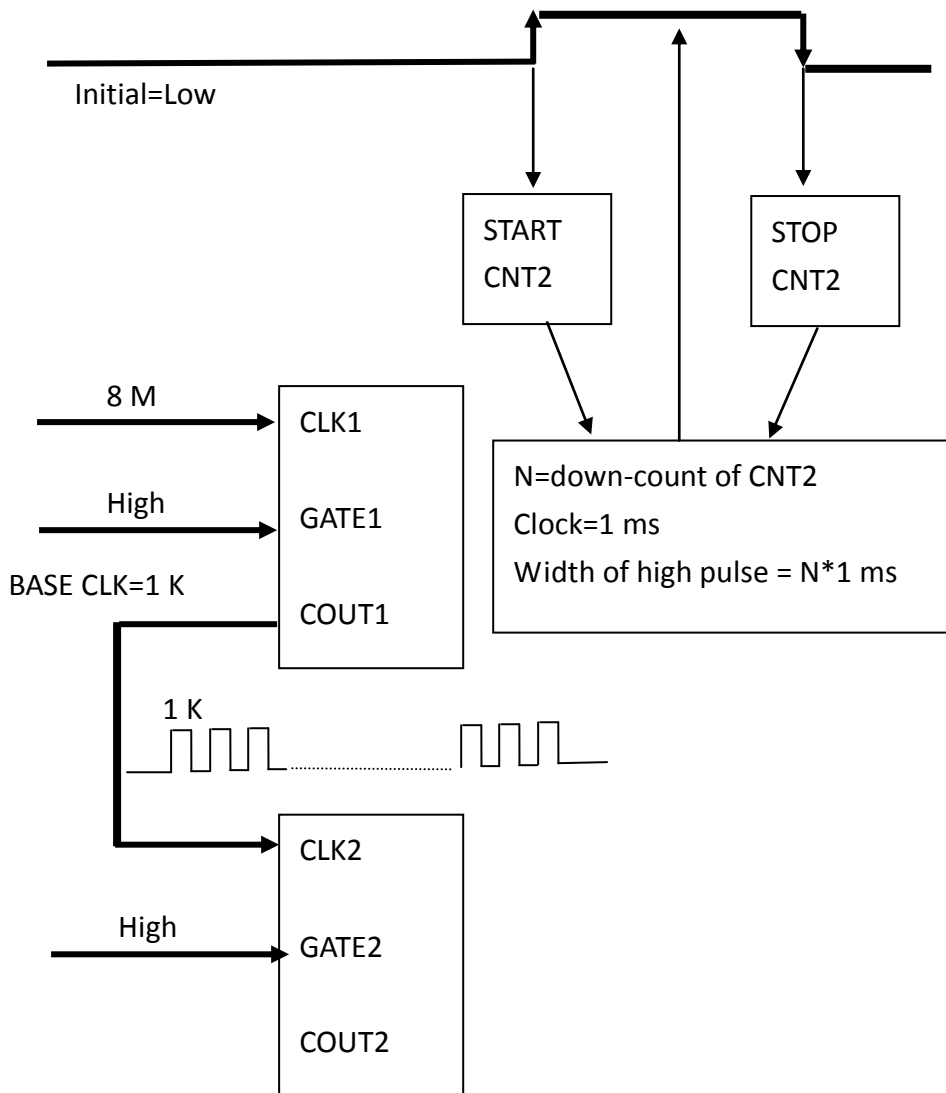 Initial=Low
START
CNT2
STOP
CNT2
8 M
CLK1
High
GATE1
BASE CLK=1 K
COUT1
N=down-count of CNT2
Clock=1 ms
Width of high pulse = N*1 ms
1 K
CLK2
High
GATE2
COUT2